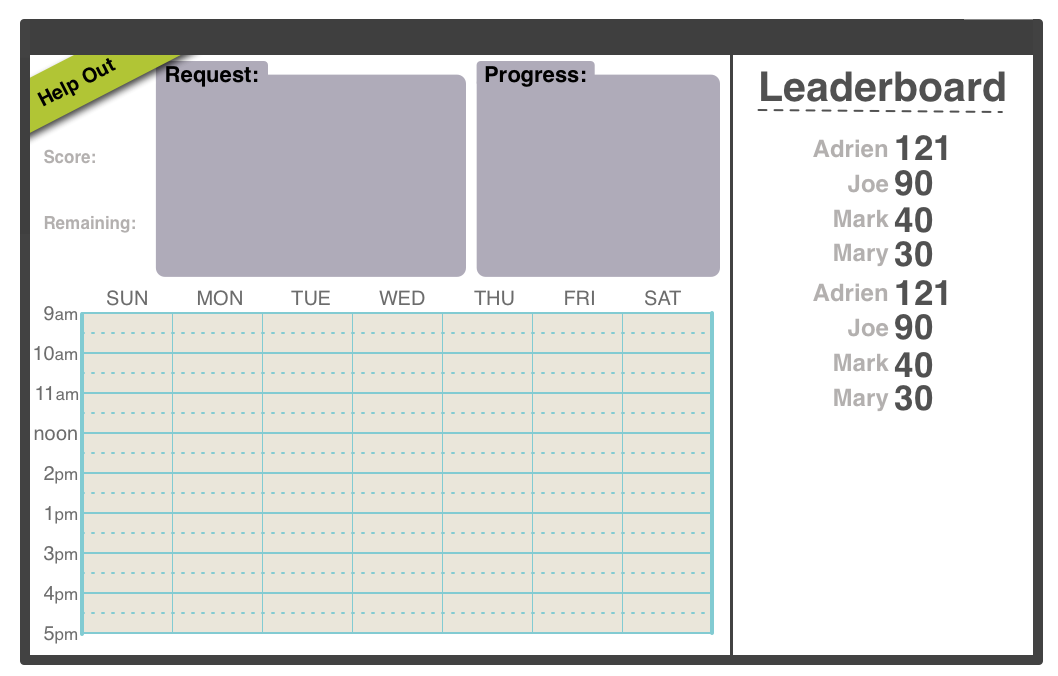 Help Out
Request:
Progress:
Score:
Remaining:
SUN MON TUE WED THU FRI SAT
9am
10am
11am
noon
2pm
1pm
3pm
4pm
5pm
Leaderboard
Adrien 121
Joe 90
Mark 40
Mary 30
Adrien 121
Joe 90
Mark 40
Mary 30